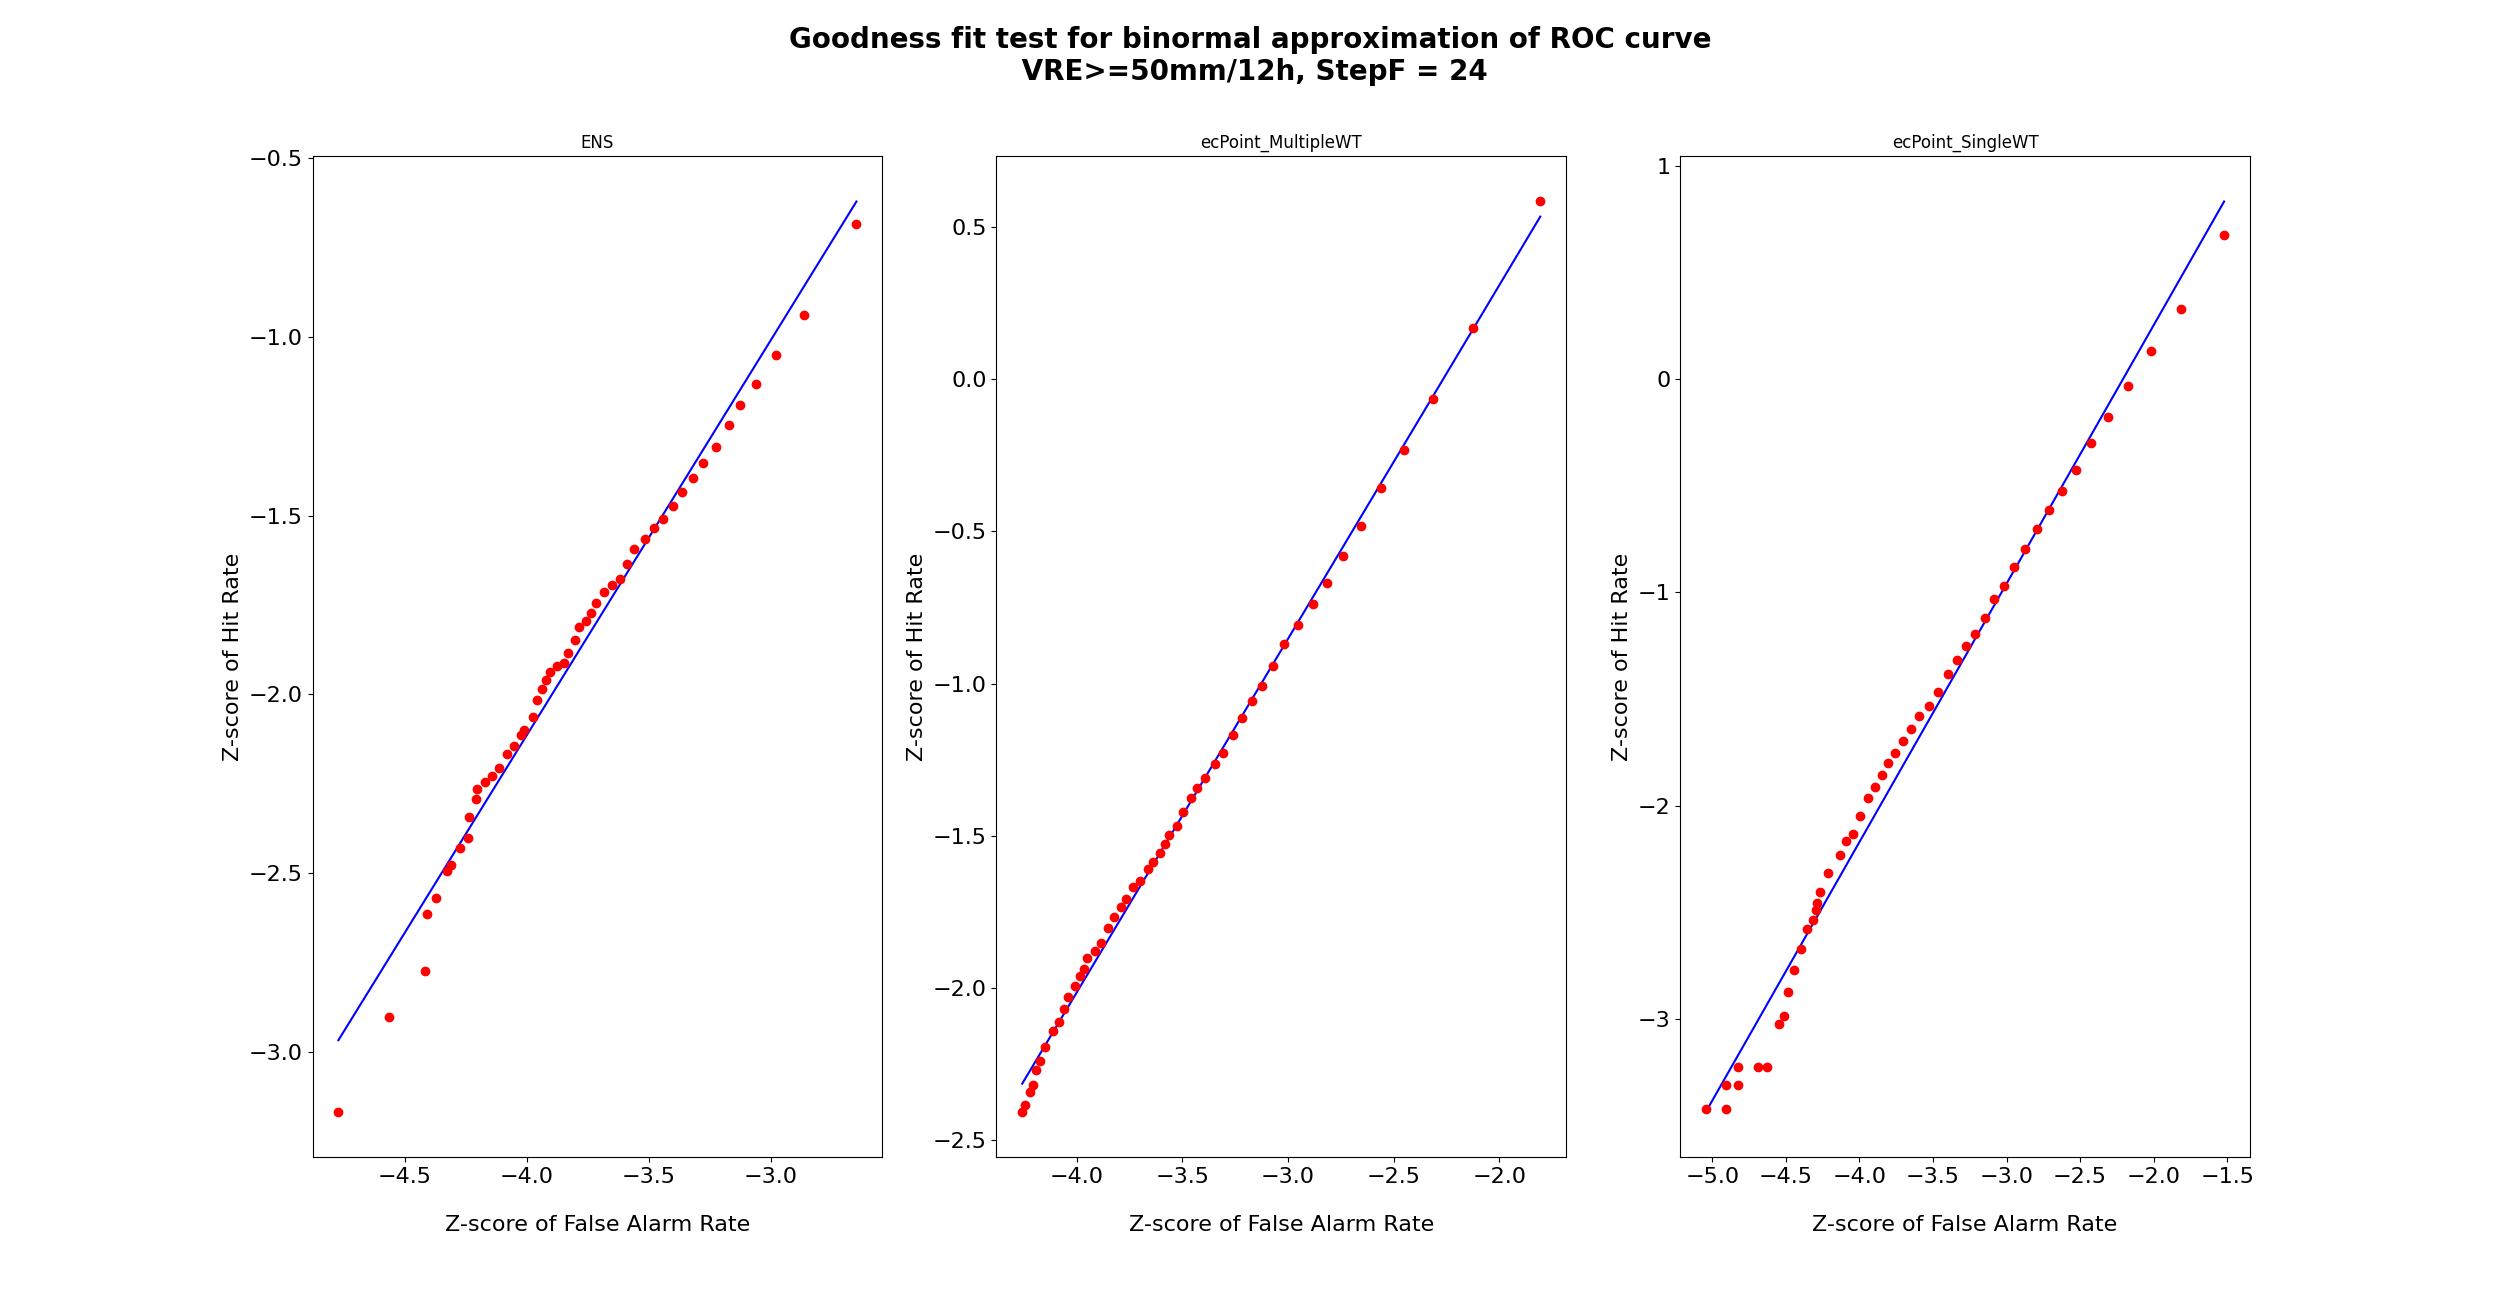 Goodness fit test for binormal approximation of ROC curve
VRE>=50mm/12h, StepF = 24
ENS
−0.5
−1.0
−1.5
−2.0
−2.5
−3.0
Z-score of Hit Rate
−4.5 −4.0 −3.5 −3.0
Z-score of False Alarm Rate
ecPoint_MultipleWT
0.5
0.0
−0.5
−1.0
−1.5
−2.0
−2.5
Z-score of Hit Rate
−4.0 −3.5 −3.0 −2.5 −2.0
Z-score of False Alarm Rate
ecPoint_SingleWT
1
0
−1
−2
−3
Z-score of Hit Rate
−5.0 −4.5 −4.0 −3.5 −3.0 −2.5 −2.0 −1.5
Z-score of False Alarm Rate